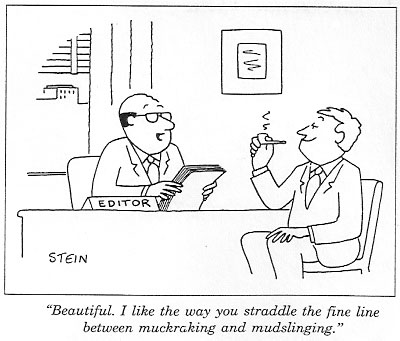 EDITOR
STEIN
“Beautiful. I like the way you straddle the fine line
between muckraking and mudslinging.”